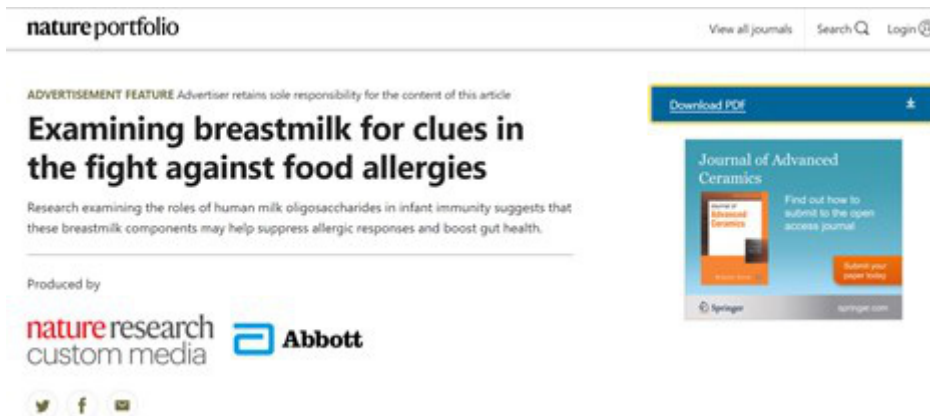 nature portfolio
View all journals
Search
Login
ADVERTISEMENT FEATURE Advertiser retains sole responsibility for the content of this article
Examining breastmilk for clues in
the fight against food allergies
Research examining the roles of human milk oligosaccharides in infant immunity suggests that
these breastmilk components may help suppress allergic responses and boost gut health.
Produced by
nature research
custom media
Abbott
Download PDF
Journal of Advanced
Ceramics
Journal of
Advanced
Ceramics
Find out how to
submit to the open
access journal
Submit your
paper today
Springer
springer.com